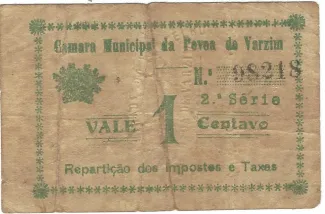 Camara Municipal da Povoa de Varzim
N.º 98218
2.ª Série
VALE 1 Centavo
Repartição dos Impostos e Taxas